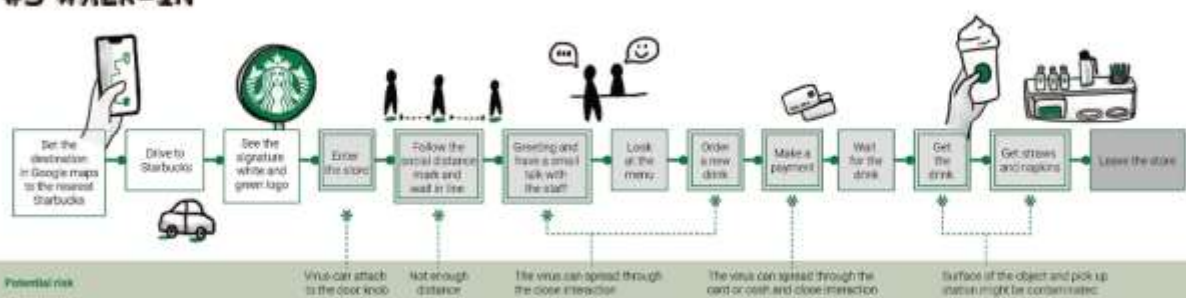 #3 WALK-IN
Set the
destination
in Google maps
to the nearest
Starbucks
Drive to
Starbucks
See the
signature
white and
green logo
Enter
the store
Follow the
social distance
mark and
wait in line
Greeting and
have a small
talk with
the staff
Look
at the
menu
Order
a new
drink
Make a
payment
Wait
for the
drink
Get
the
drink
Get straws
and napkins
Leave the store
Potential risk
Virus can attach
to the door knob
Not enough
distance
The virus can spread through
the close interaction
The virus can spread through the
card or cash and close interaction
Surface of the object and pick up
station might be contaminated